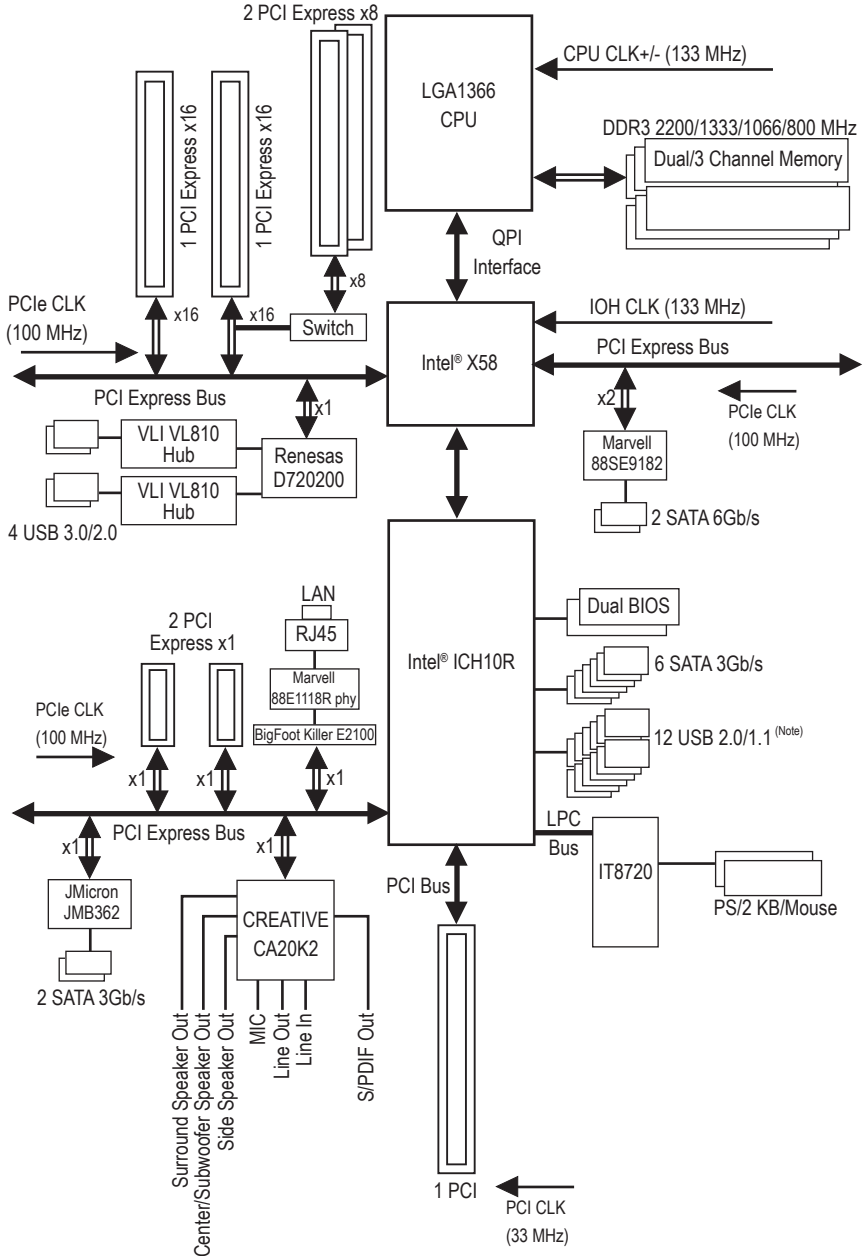 2 PCI Express x8
1 PCI Express x16
1 PCI Express x16
LGA1366
CPU
CPU CLK+/- (133 MHz)
DDR3 2200/1333/1066/800 MHz
Dual/3 Channel Memory
QPI
Interface
x8
PCIe CLK
(100 MHz)
x16
x16
Switch
IOH CLK (133 MHz)
Intel® X58
PCI Express Bus
PCI Express Bus
x1
x2
PCIe CLK
(100 MHz)
VLI VL810
Hub
Renesas
D720200
VLI VL810
Hub
4 USB 3.0/2.0
Marvell
88SE9182
2 SATA 6Gb/s
LAN
RJ45
2 PCI
Express x1
Marvell
88E1118R phy
BigFoot Killer E2100
PCIe CLK
(100 MHz)
x1
x1
x1
Intel® ICH10R
Dual BIOS
6 SATA 3Gb/s
12 USB 2.0/1.1 (Note)
PCI Express Bus
x1
x1
LPC
Bus
IT8720
PS/2 KB/Mouse
PCI Bus
JMicron
JMB362
2 SATA 3Gb/s
CREATIVE
CA20K2
Surround Speaker Out
Center/Subwoofer Speaker Out
Side Speaker Out
MIC
Line Out
Line In
S/PDIF Out
1 PCI
PCI CLK
(33 MHz)